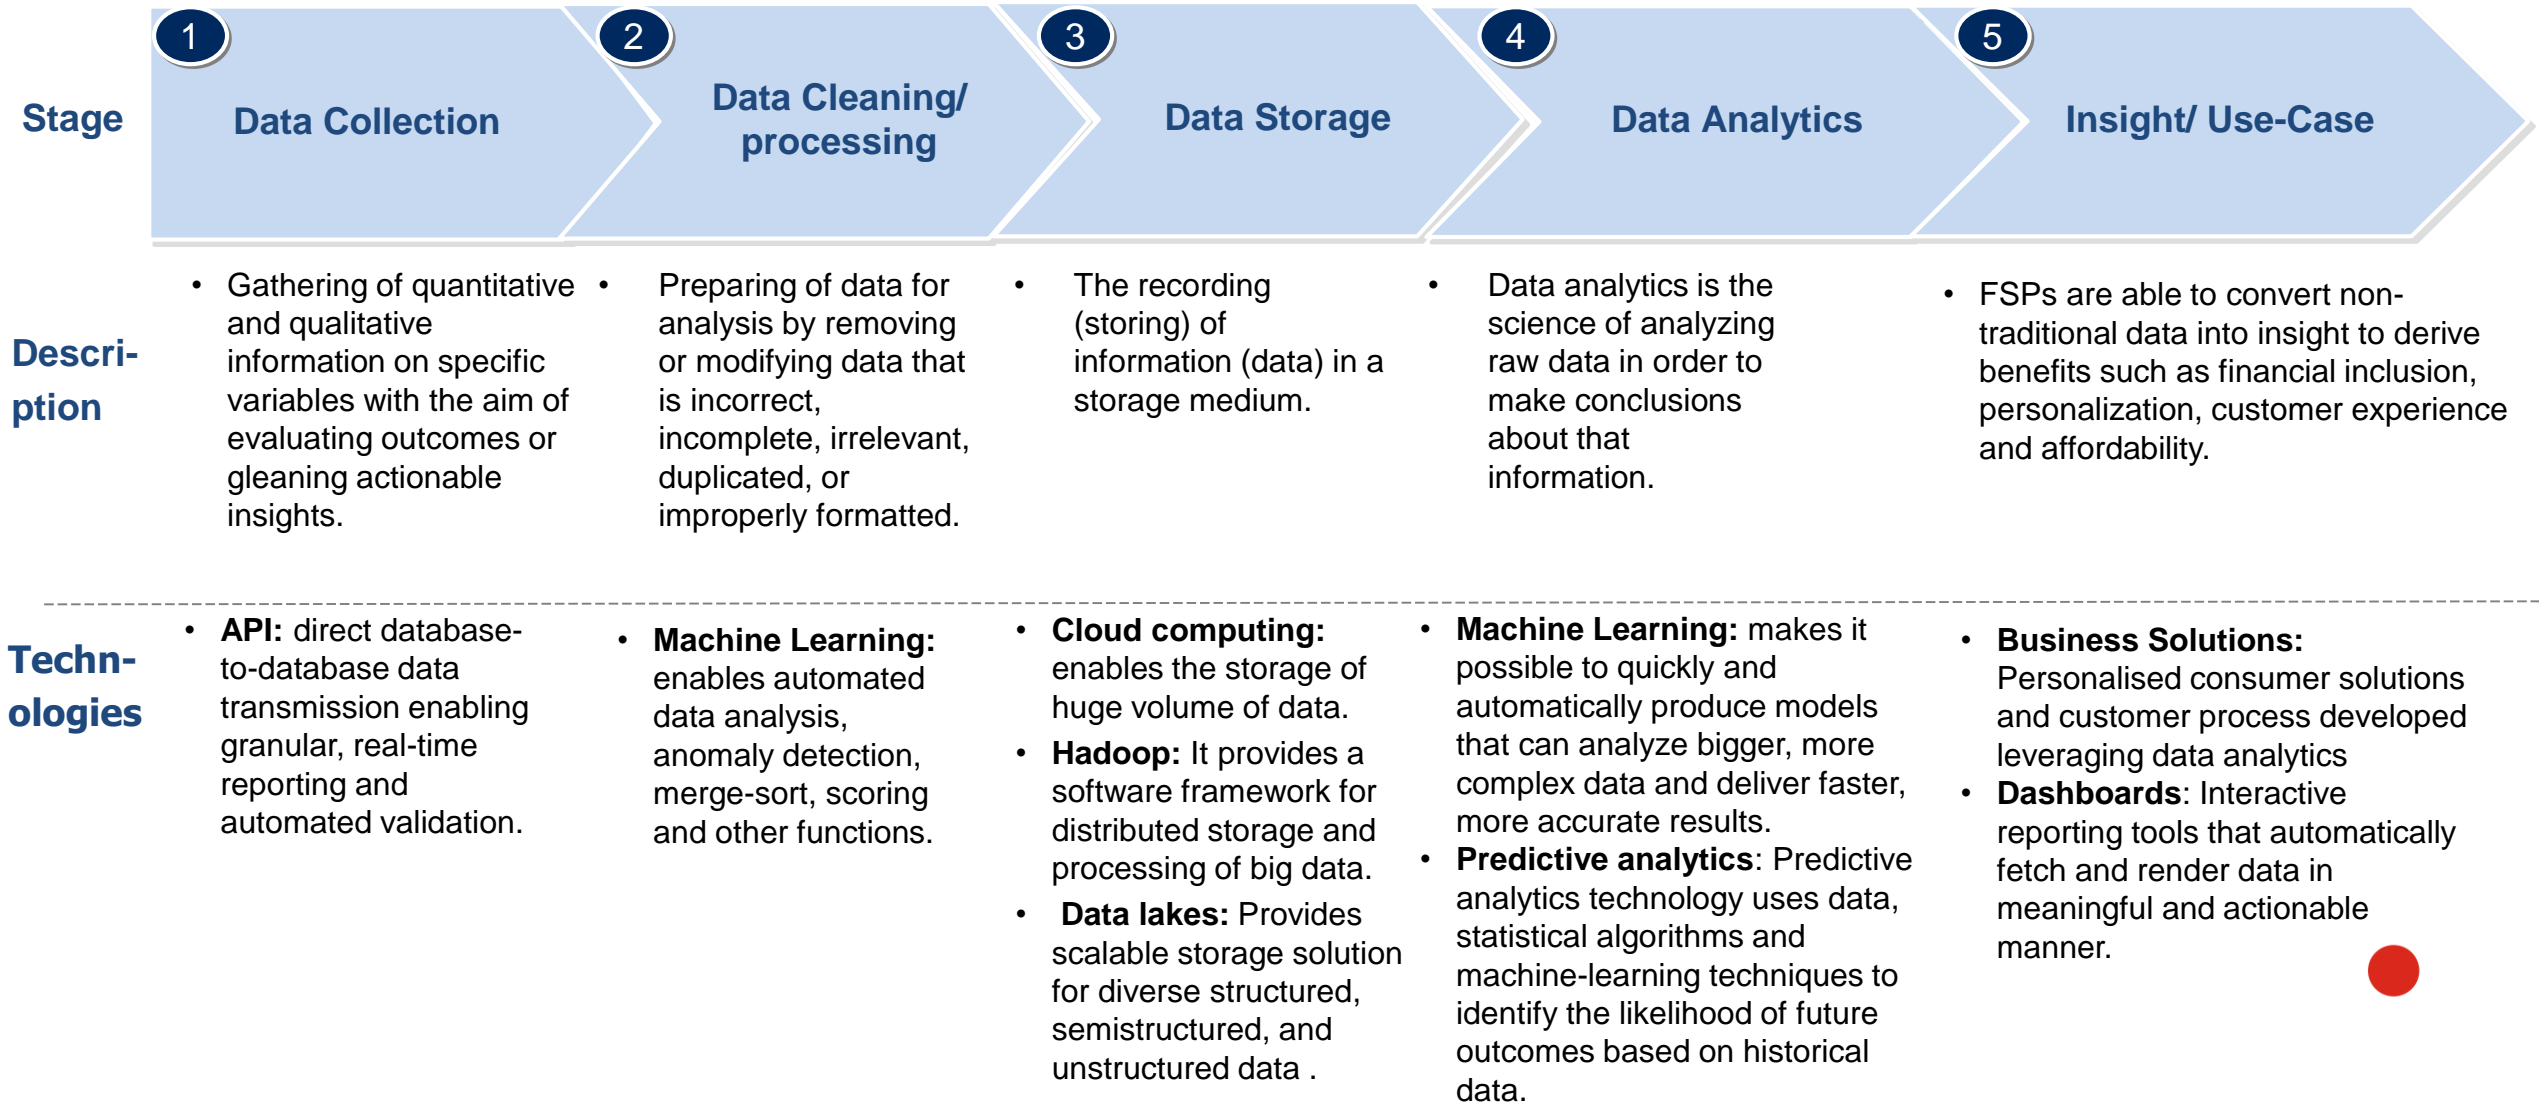 1
2
3
4
5
Stage
Data Collection
Data Cleaning/
processing
Data Storage
Data Analytics
Insight/ Use-Case
Descri-
ption
• Gathering of quantitative
and qualitative
information on specific
variables with the aim of
evaluating outcomes or
gleaning actionable
insights.
• Preparing of data for
analysis by removing
or modifying data that
is incorrect,
incomplete, irrelevant,
duplicated, or
improperly formatted.
• The recording
(storing) of
information (data) in a
storage medium.
• Data analytics is the
science of analyzing
raw data in order to
make conclusions
about that
information.
• FSPs are able to convert non-
traditional data into insight to derive
benefits such as financial inclusion,
personalization, customer experience
and affordability.
Techn-
ologies
• API: direct database-
to-database data
transmission enabling
granular, real-time
reporting and
automated validation.
• Machine Learning:
enables automated
data analysis,
anomaly detection,
merge-sort, scoring
and other functions.
• Cloud computing:
enables the storage of
huge volume of data.
• Hadoop: It provides a
software framework for
distributed storage and
processing of big data.
• Data lakes: Provides
scalable storage solution
for diverse structured,
semistructured, and
unstructured data .
• Machine Learning: makes it
possible to quickly and
automatically produce models
that can analyze bigger, more
complex data and deliver faster,
more accurate results.
• Predictive analytics: Predictive
analytics technology uses data,
statistical algorithms and
machine-learning techniques to
identify the likelihood of future
outcomes based on historical
data.
• Business Solutions:
Personalised consumer solutions
and customer process developed
leveraging data analytics
• Dashboards: Interactive
reporting tools that automatically
fetch and render data in
meaningful and actionable
manner.